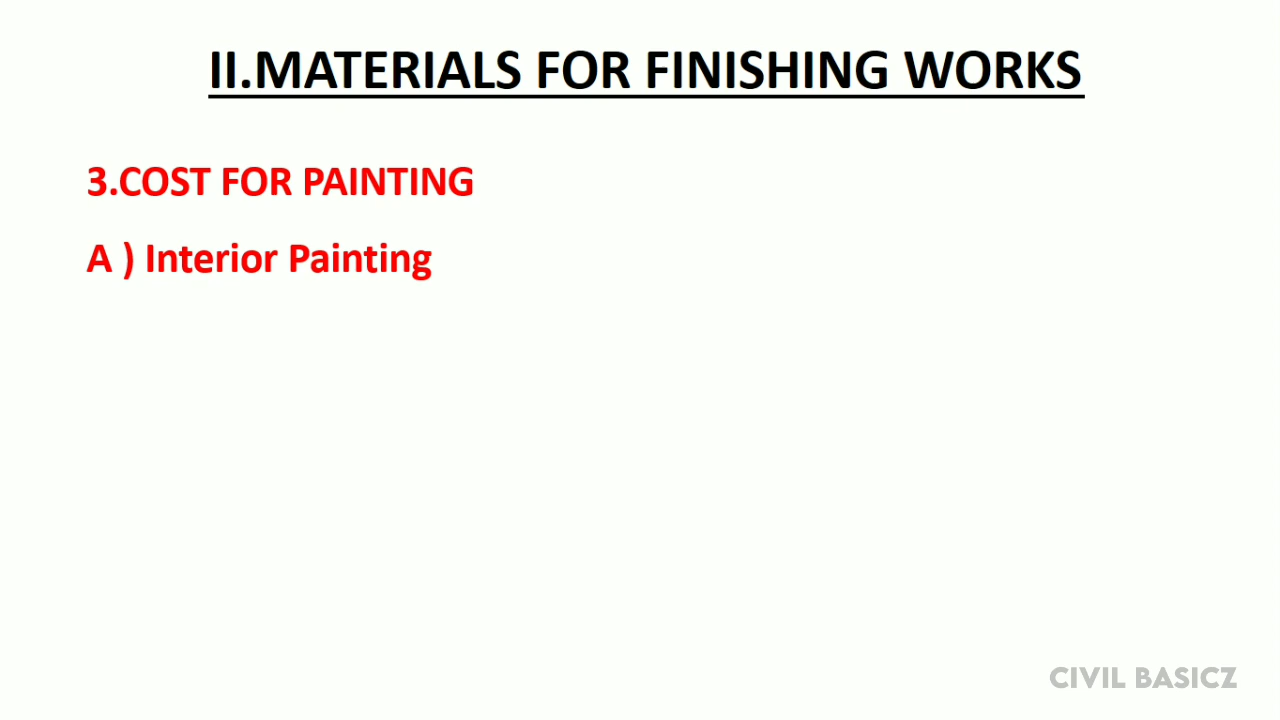 II.MATERIALS FOR FINISHING WORKS
3.COST FOR PAINTING
A ) Interior Painting
CIVIL BASICZ